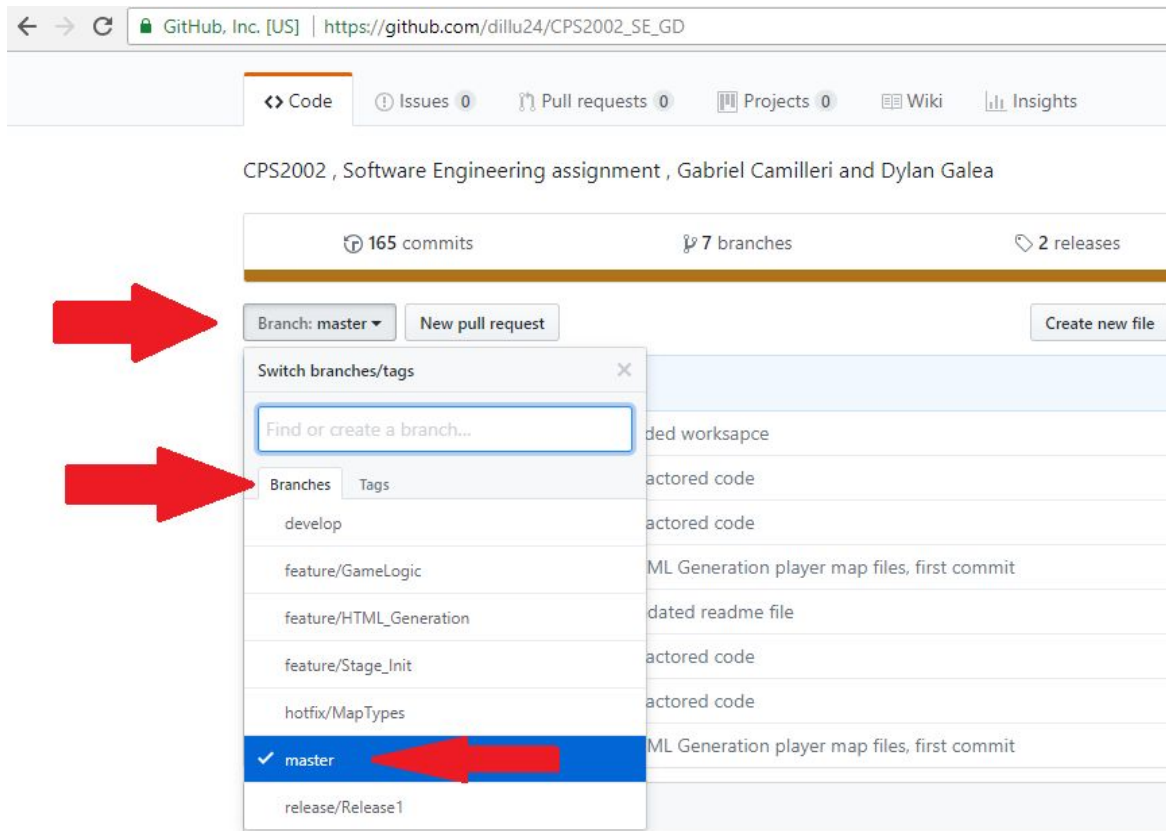 GitHub, Inc. [US] | https://github.com/dillu24/CPS2002_SE_GD
<> Code Issues 0 Pull requests 0 Projects 0 Wiki Insights
CPS2002 , Software Engineering assignment , Gabriel Camilleri and Dylan Galea
165 commits 7 branches 2 releases
Branch: master New pull request Create new file
Switch branches/tags
Find or create a branch...
ded worksapce
Branches Tags
actored code
develop
actored code
feature/GameLogic
ML Generation player map files, first commit
feature/HTML_Generation
dated readme file
feature/Stage_Init
actored code
hotfix/MapTypes
actored code
master
ML Generation player map files, first commit
release/Release1